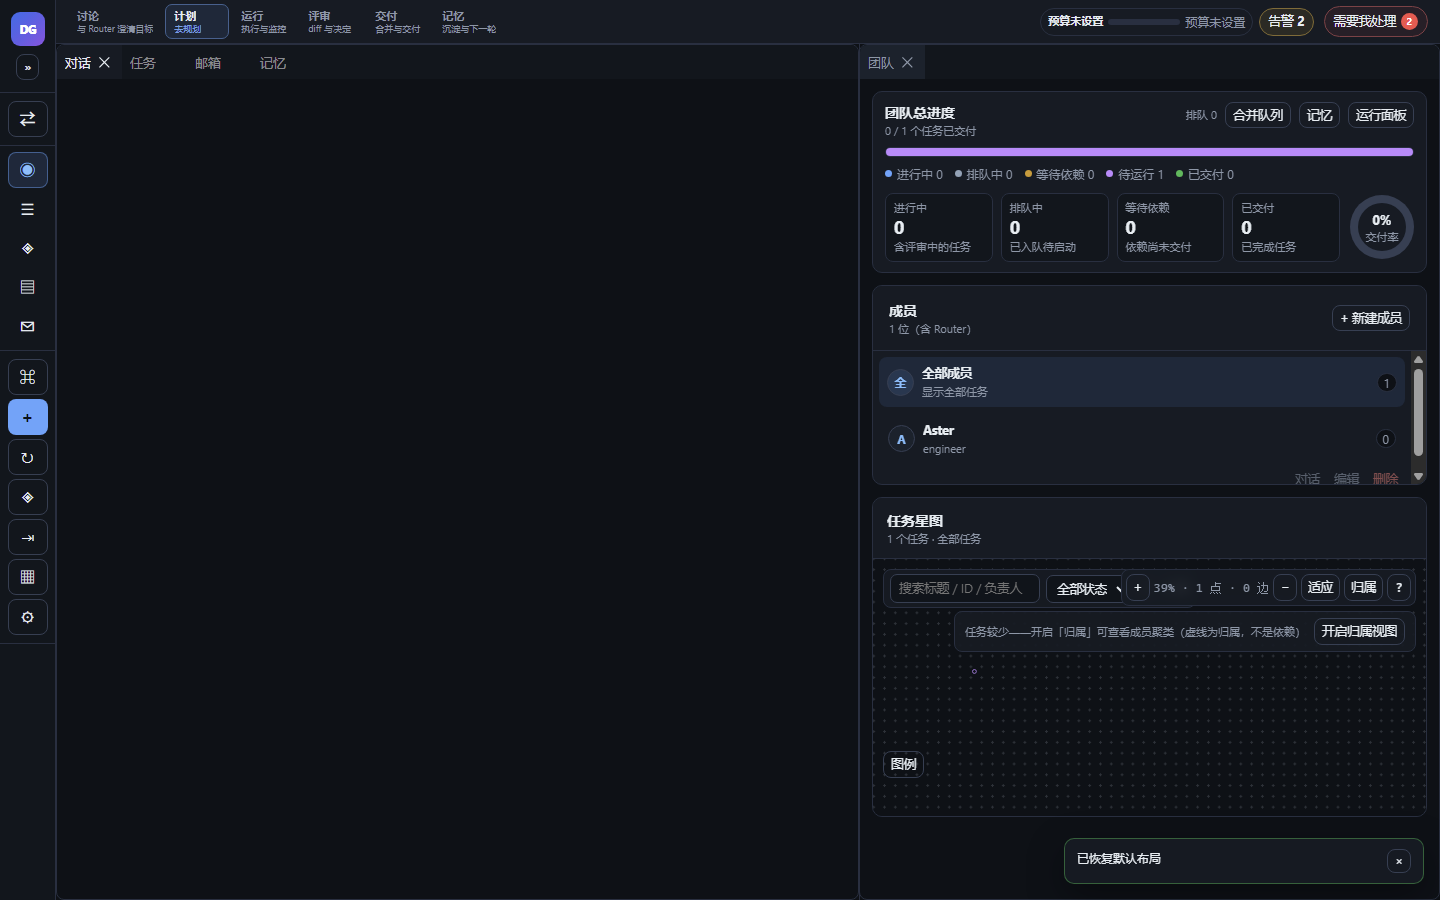 DG
»
讨论
与 Router 澄清目标
计划
去规划
运行
执行与监控
评审
diff 与决定
交付
合并与交付
记忆
沉淀与下一轮
预算未设置 预算未设置
告警 2
需要我处理 2
对话 任务 邮箱 记忆
团队
团队总进度
0 / 1 个任务已交付
排队 0 合并队列 记忆 运行面板
进行中 0 排队中 0 等待依赖 0 待运行 1 已交付 0
进行中
0
含评审中的任务
排队中
0
已入队待启动
等待依赖
0
依赖尚未交付
已交付
0
已完成任务
0%
交付率
成员
1 位（含 Router）
+ 新建成员
全 全部成员
显示全部任务
1
A Aster
engineer
0
对话 编辑 删除
任务星图
1 个任务 · 全部任务
搜索标题 / ID / 负责人 全部状态 + 39% · 1 点 · 0 边 − 适应 归属 ?
任务较少——开启「归属」可查看成员聚类（虚线为归属，不是依赖） 开启归属视图
图例
已恢复默认布局 ×